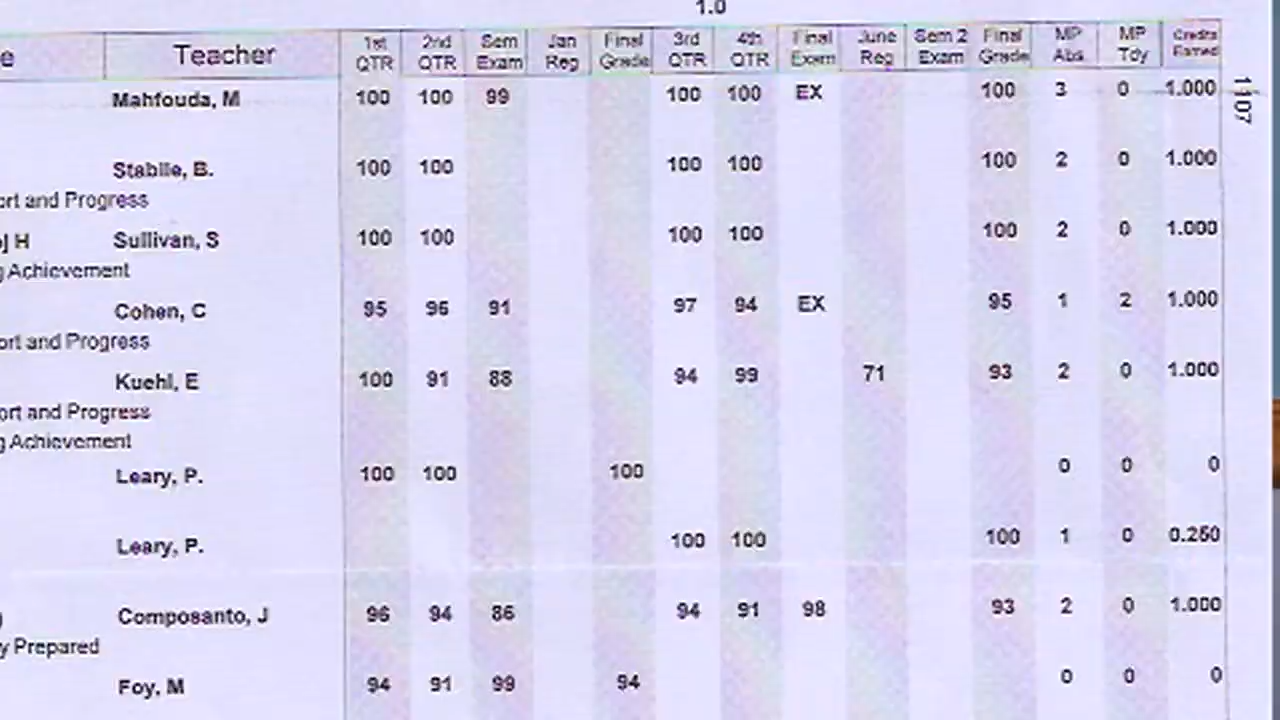 1.0
e Teacher 1st QTR 2nd QTR Sem Exam Jan Reg Final Grade 3rd QTR 4th QTR Final Exam June Reg Sem 2 Exam Final Grade MP Abs MP Tdy Credits Earned
Mahfouda, M 100 100 99 100 100 EX 100 3 0 1.000
1107
Stabile, B. 100 100 100 100 100 2 0 1.000
ort and Progress
oj H Sullivan, S 100 100 100 100 100 2 0 1.000
g Achievement
Cohen, C 95 96 91 97 94 EX 95 1 2 1.000
ort and Progress
Kuehl, E 100 91 88 94 99 71 93 2 0 1.000
ort and Progress
g Achievement
Leary, P. 100 100 100 0 0 0
Leary, P. 100 100 100 1 0 0.250
Composanto, J 96 94 86 94 91 98 93 2 0 1.000
y Prepared
Foy, M 94 91 99 94 0 0 0